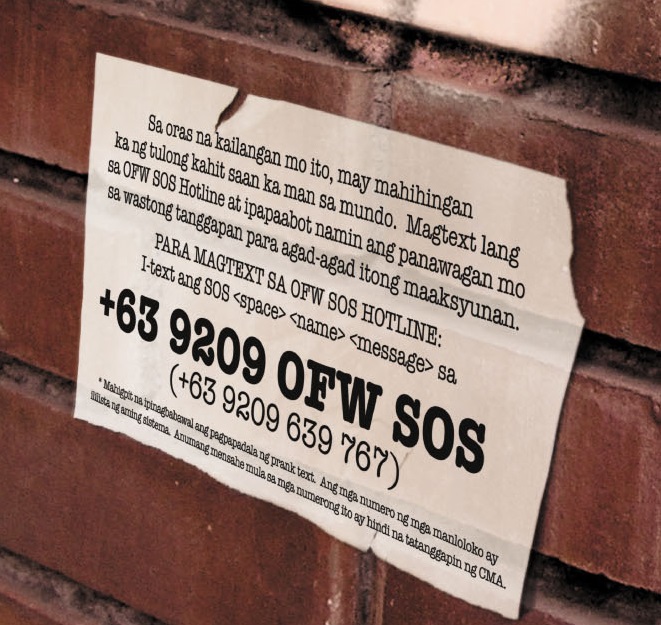 Sa oras na kailangan mo ito, may mahihingan
ka ng tulong kahit saan ka man sa mundo. Magtext lang
sa OFW SOS Hotline at ipapaabot namin ang panawagan mo
sa wastong tanggapan para agad-agad itong maaksyunan.
PARA MAGTEXT SA OFW SOS HOTLINE:
I-text ang SOS <space> <name> <message> sa
+63 9209 OFW SOS
(+63 9209 639 767)
* Mahigpit na ipinagbabawal ang pagpapadala ng prank text. Ang mga numero ng mga manloloko ay
ililista ng aming sistema. Anumang mensahe mula sa mga numerong ito ay hindi na tatanggapin ng CMA.